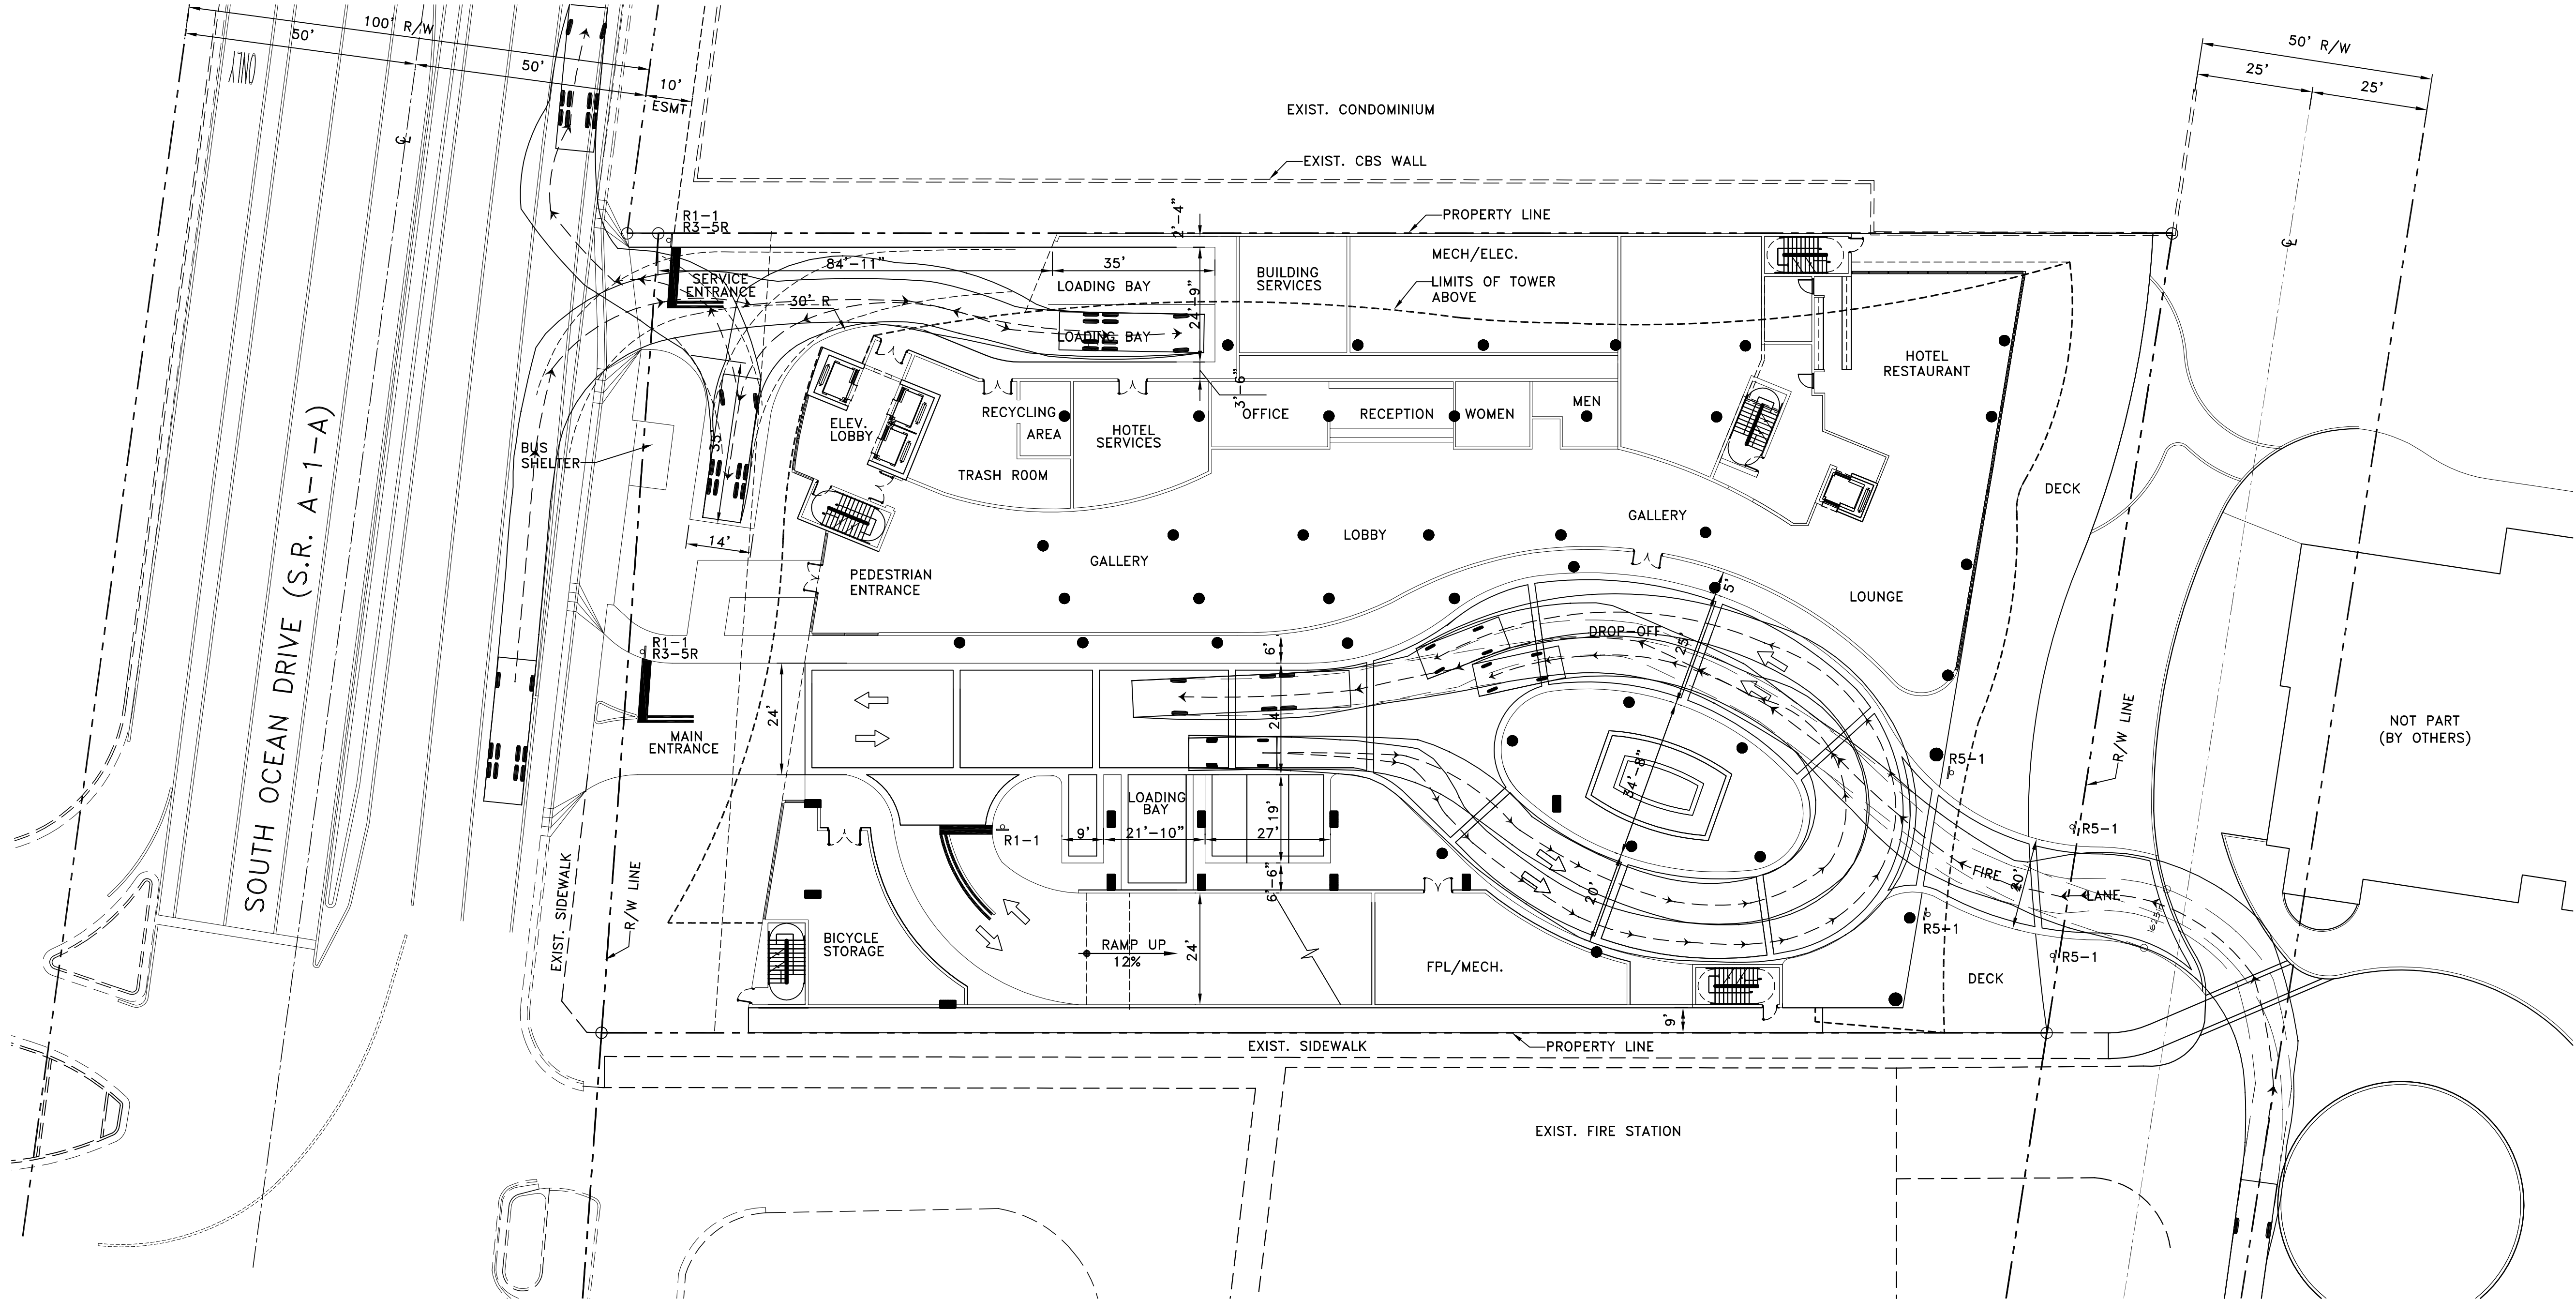 100' R/W
50'
50'
10'
ESMT
ONLY
℄
50' R/W
25'
25'
℄
EXIST. CONDOMINIUM
EXIST. CBS WALL
PROPERTY LINE
R1-1
R3-5R
2'-4"
84'-11"
35'
SERVICE
ENTRANCE
30' R
LOADING BAY
24'-9"
LOADING BAY
BUILDING
SERVICES
MECH/ELEC.
LIMITS OF TOWER
ABOVE
HOTEL
RESTAURANT
3'-6"
35'
14'
BUS
SHELTER
ELEV.
LOBBY
RECYCLING
AREA
TRASH ROOM
HOTEL
SERVICES
OFFICE
RECEPTION
WOMEN
MEN
DECK
GALLERY
LOBBY
GALLERY
PEDESTRIAN
ENTRANCE
LOUNGE
SOUTH OCEAN DRIVE (S.R. A-1-A)
R1-1
R3-5R
6'
DROP-OFF
5'
25'
24'
24'
MAIN
ENTRANCE
34'-8"
R5-1
R/W LINE
NOT PART
(BY OTHERS)
LOADING
BAY
9'
21'-10"
27'
19'
R1-1
6'-6"
20'
R5-1
FIRE
LANE
20'
R5-1
R5-1
EXIST. SIDEWALK
R/W LINE
BICYCLE
STORAGE
RAMP UP
12%
24'
FPL/MECH.
DECK
9'
EXIST. SIDEWALK
PROPERTY LINE
EXIST. FIRE STATION